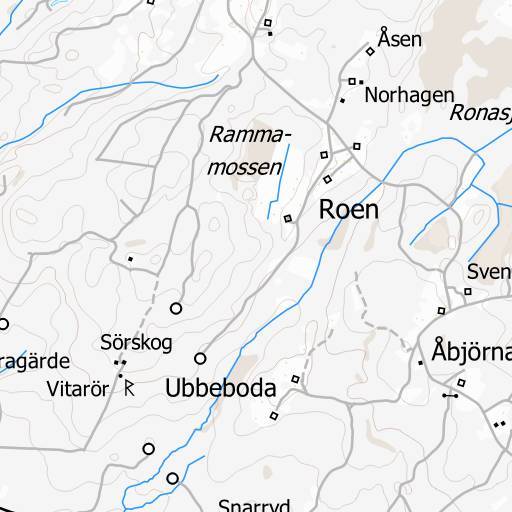 Åsen
Norhagen
Ronasj
Ramma-
mossen
Roen
Sven
Sörskog
Åbjörna
ragärde
Vitarör
Ubbeboda
Snarryd